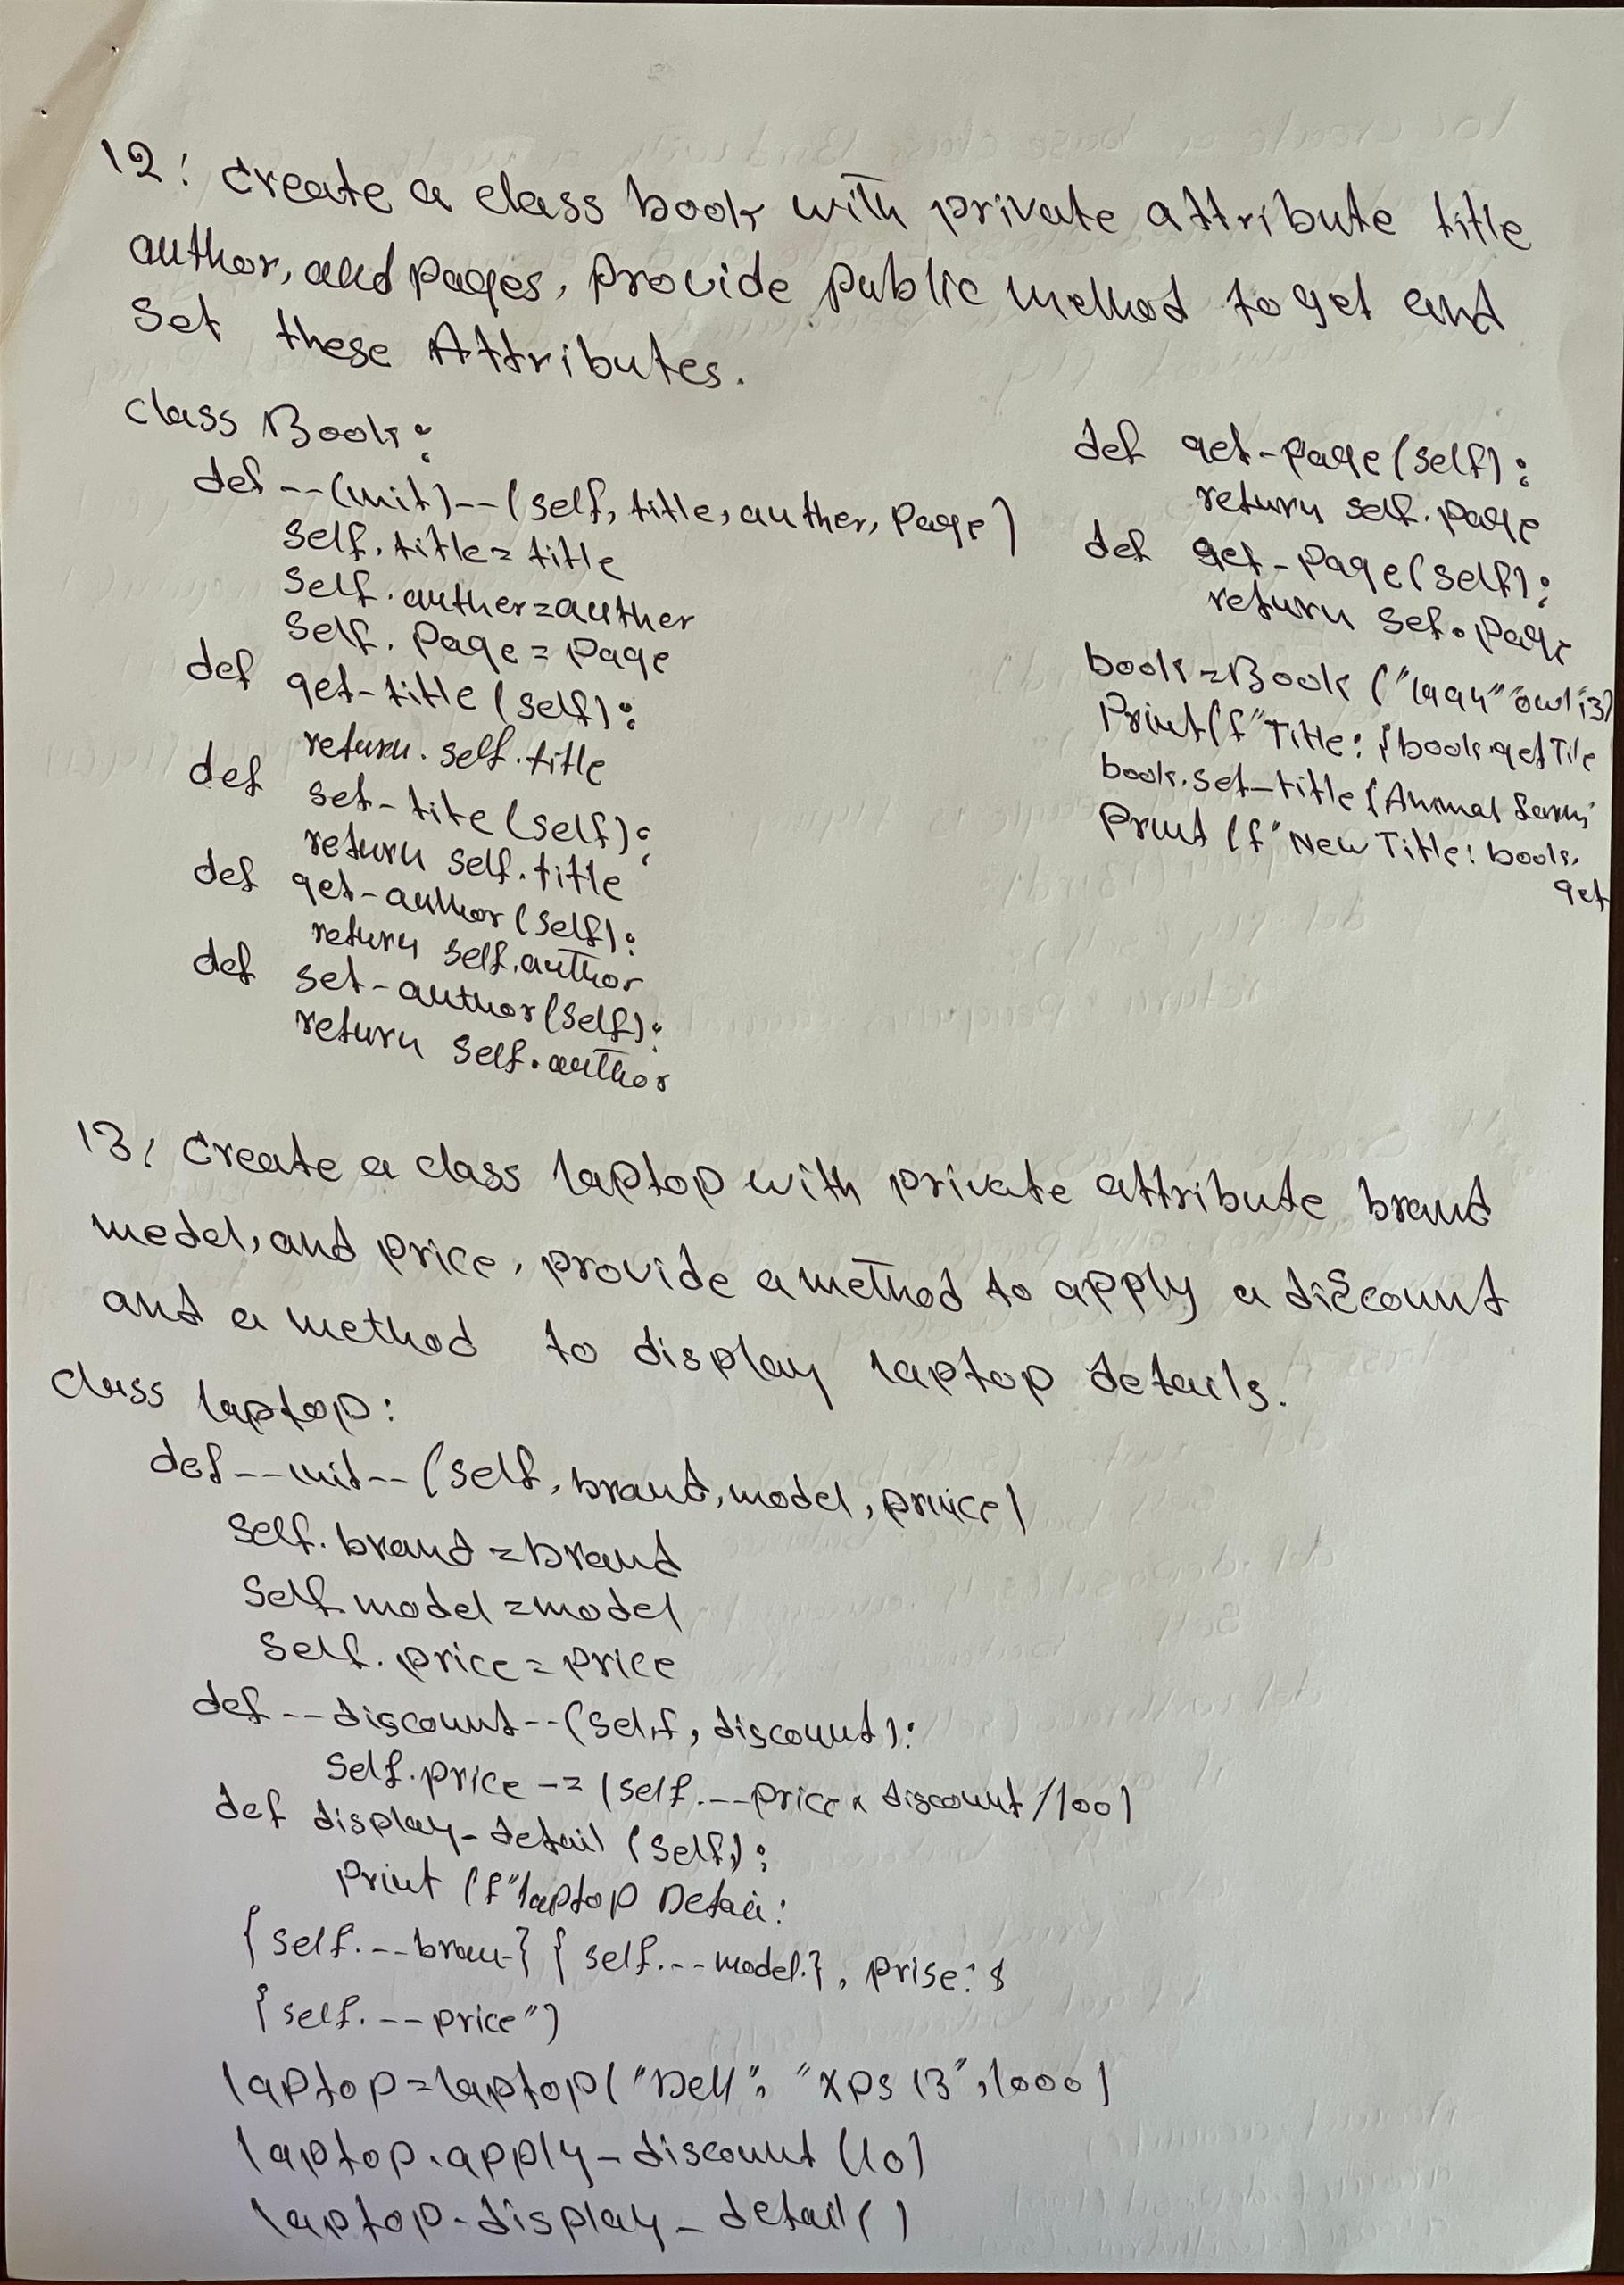 12: Create a class book with private attribute title
author, and pages, provide public method to get and
Set these Attributes.
class Book:
def --(init)--(self, title, auther, Page)
Self. title = title
Self. auther = auther
Self. Page = Page
def get-title (self):
return. self.title
def set-tite (self):
return self.title
def get-author (self):
return self.author
def set-author (self):
return self.author
def get-page (self):
return self.page
def get-page (self):
return Sef.page
book = Book ("1994"
Print (f"Title: {book.getTile
book.set-title (Animal
Print (f"New Title: book.
get
13: Create a class laptop with private attribute brand
medel, and price, provide a method to apply a discount
and a method to display laptop details.
class laptop:
def --init-- (self, brand, model, price)
Self. brand = brand
Self model = model
Self. price = price
def --discount-- (self, discount):
Self.price -= (self.--price x discount/100)
def display-detail (self):
Print (f"laptop Detail:
{self.--bran-} {self.--model.}, prise: $
{self.--price")
laptop = laptop ("Dell", "XPS 13", 1000)
laptop.apply-discount (10)
laptop.display-detail()